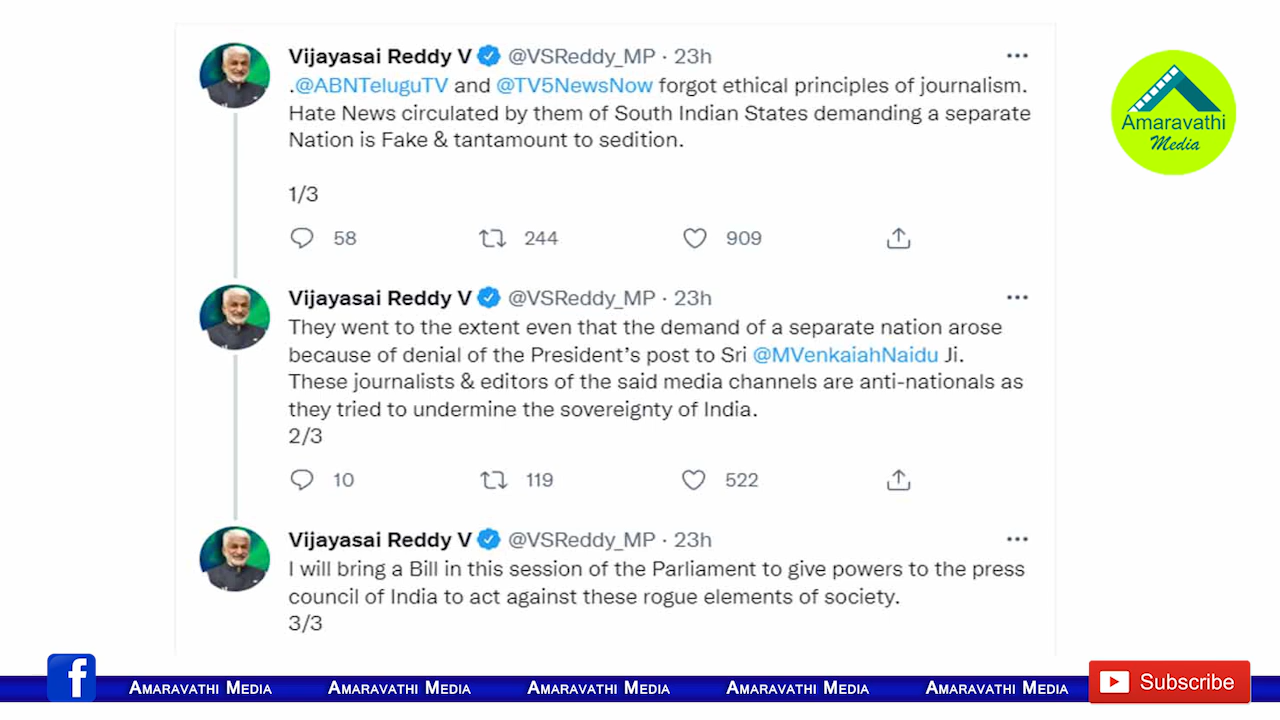 Vijayasai Reddy V @VSReddy_MP · 23h
.@ABNTeluguTV and @TV5NewsNow forgot ethical principles of journalism.
Hate News circulated by them of South Indian States demanding a separate
Nation is Fake & tantamount to sedition.
1/3
58 244 909
Vijayasai Reddy V @VSReddy_MP · 23h
They went to the extent even that the demand of a separate nation arose
because of denial of the President's post to Sri @MVenkaiahNaidu Ji.
These journalists & editors of the said media channels are anti-nationals as
they tried to undermine the sovereignty of India.
2/3
10 119 522
Vijayasai Reddy V @VSReddy_MP · 23h
I will bring a Bill in this session of the Parliament to give powers to the press
council of India to act against these rogue elements of society.
3/3
Amaravathi
Media
f Amaravathi Media Amaravathi Media Amaravathi Media Amaravathi Media Amaravathi Media Subscribe